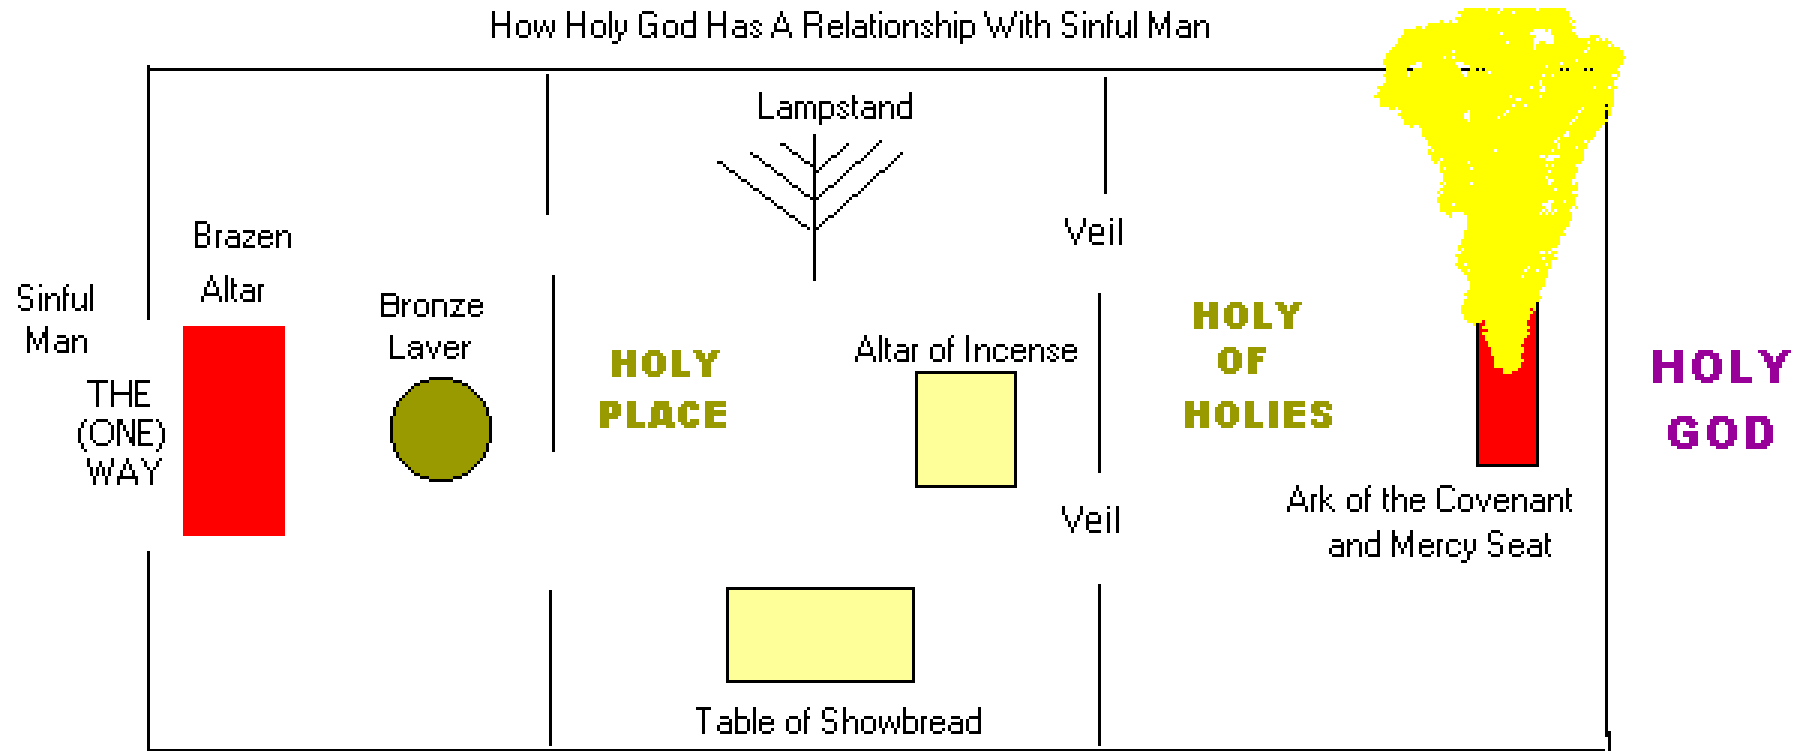 How Holy God Has A Relationship With Sinful Man
Lampstand
Brazen
Altar
Sinful
Man
THE
(ONE)
WAY
Bronze
Laver
HOLY
PLACE
Altar of Incense
Veil
Veil
HOLY
OF
HOLIES
Ark of the Covenant
and Mercy Seat
HOLY
GOD
Table of Showbread